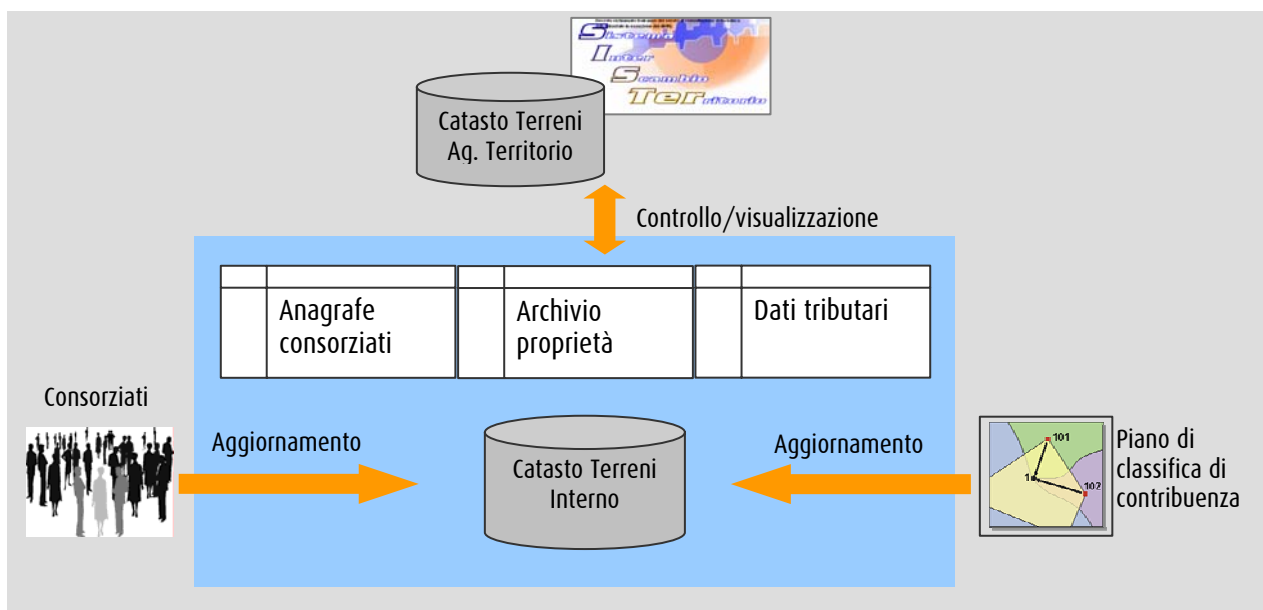 Sistema
Inter
Scambio
TERritorio
Catasto Terreni
Ag. Territorio
Controllo/visualizzazione
Anagrafe
consorziati
Archivio
proprietà
Dati tributari
Consorziati
Aggiornamento
Catasto Terreni
Interno
Aggiornamento
101
1
102
Piano di
classifica di
contribuenza